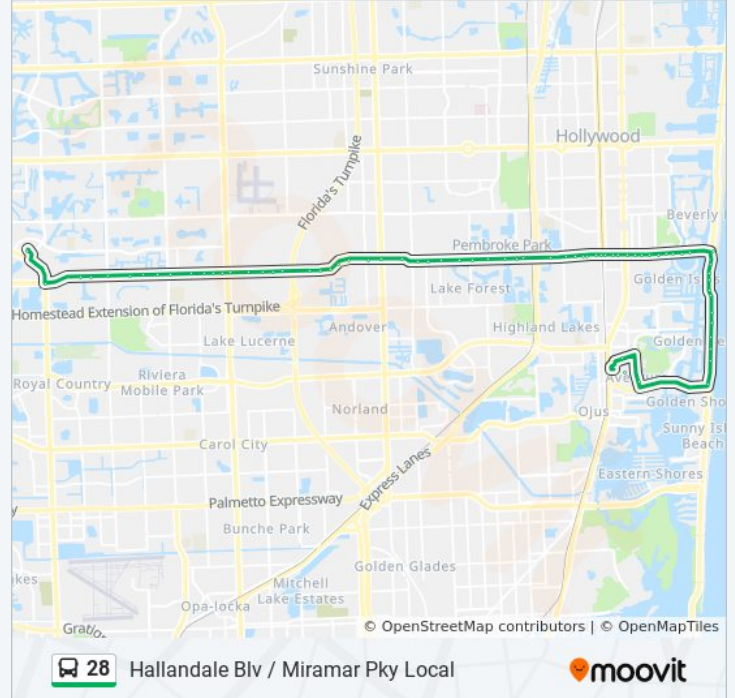 Sunshine Park
Hollywood
Florida's Turnpike
Beverly
Pembroke Park
Golden Is
Lake Forest
Homestead Extension of Florida's Turnpike
Andover
Highland Lakes
Lake Lucerne
Golden
Riviera
Mobile Park
Royal Country
Norland
Golden Sho
Ojus
Sunny Isl
Beach
Carol City
Express Lanes
Eastern Shores
Palmetto Expressway
Bunche Park
Golden Glades
kes
Mitchell
Lake Estates
Opa-locka
© OpenStreetMap contributors | © OpenMapTiles
28 Hallandale Blv / Miramar Pky Local
moovit